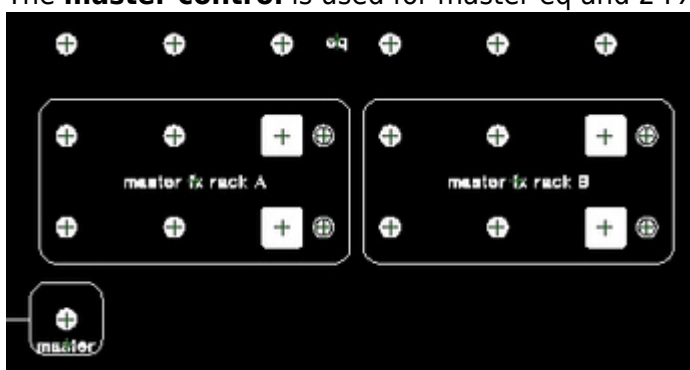 The master control is used for master eq and 2 f
eq
master fx rack A
master fx rack B
master